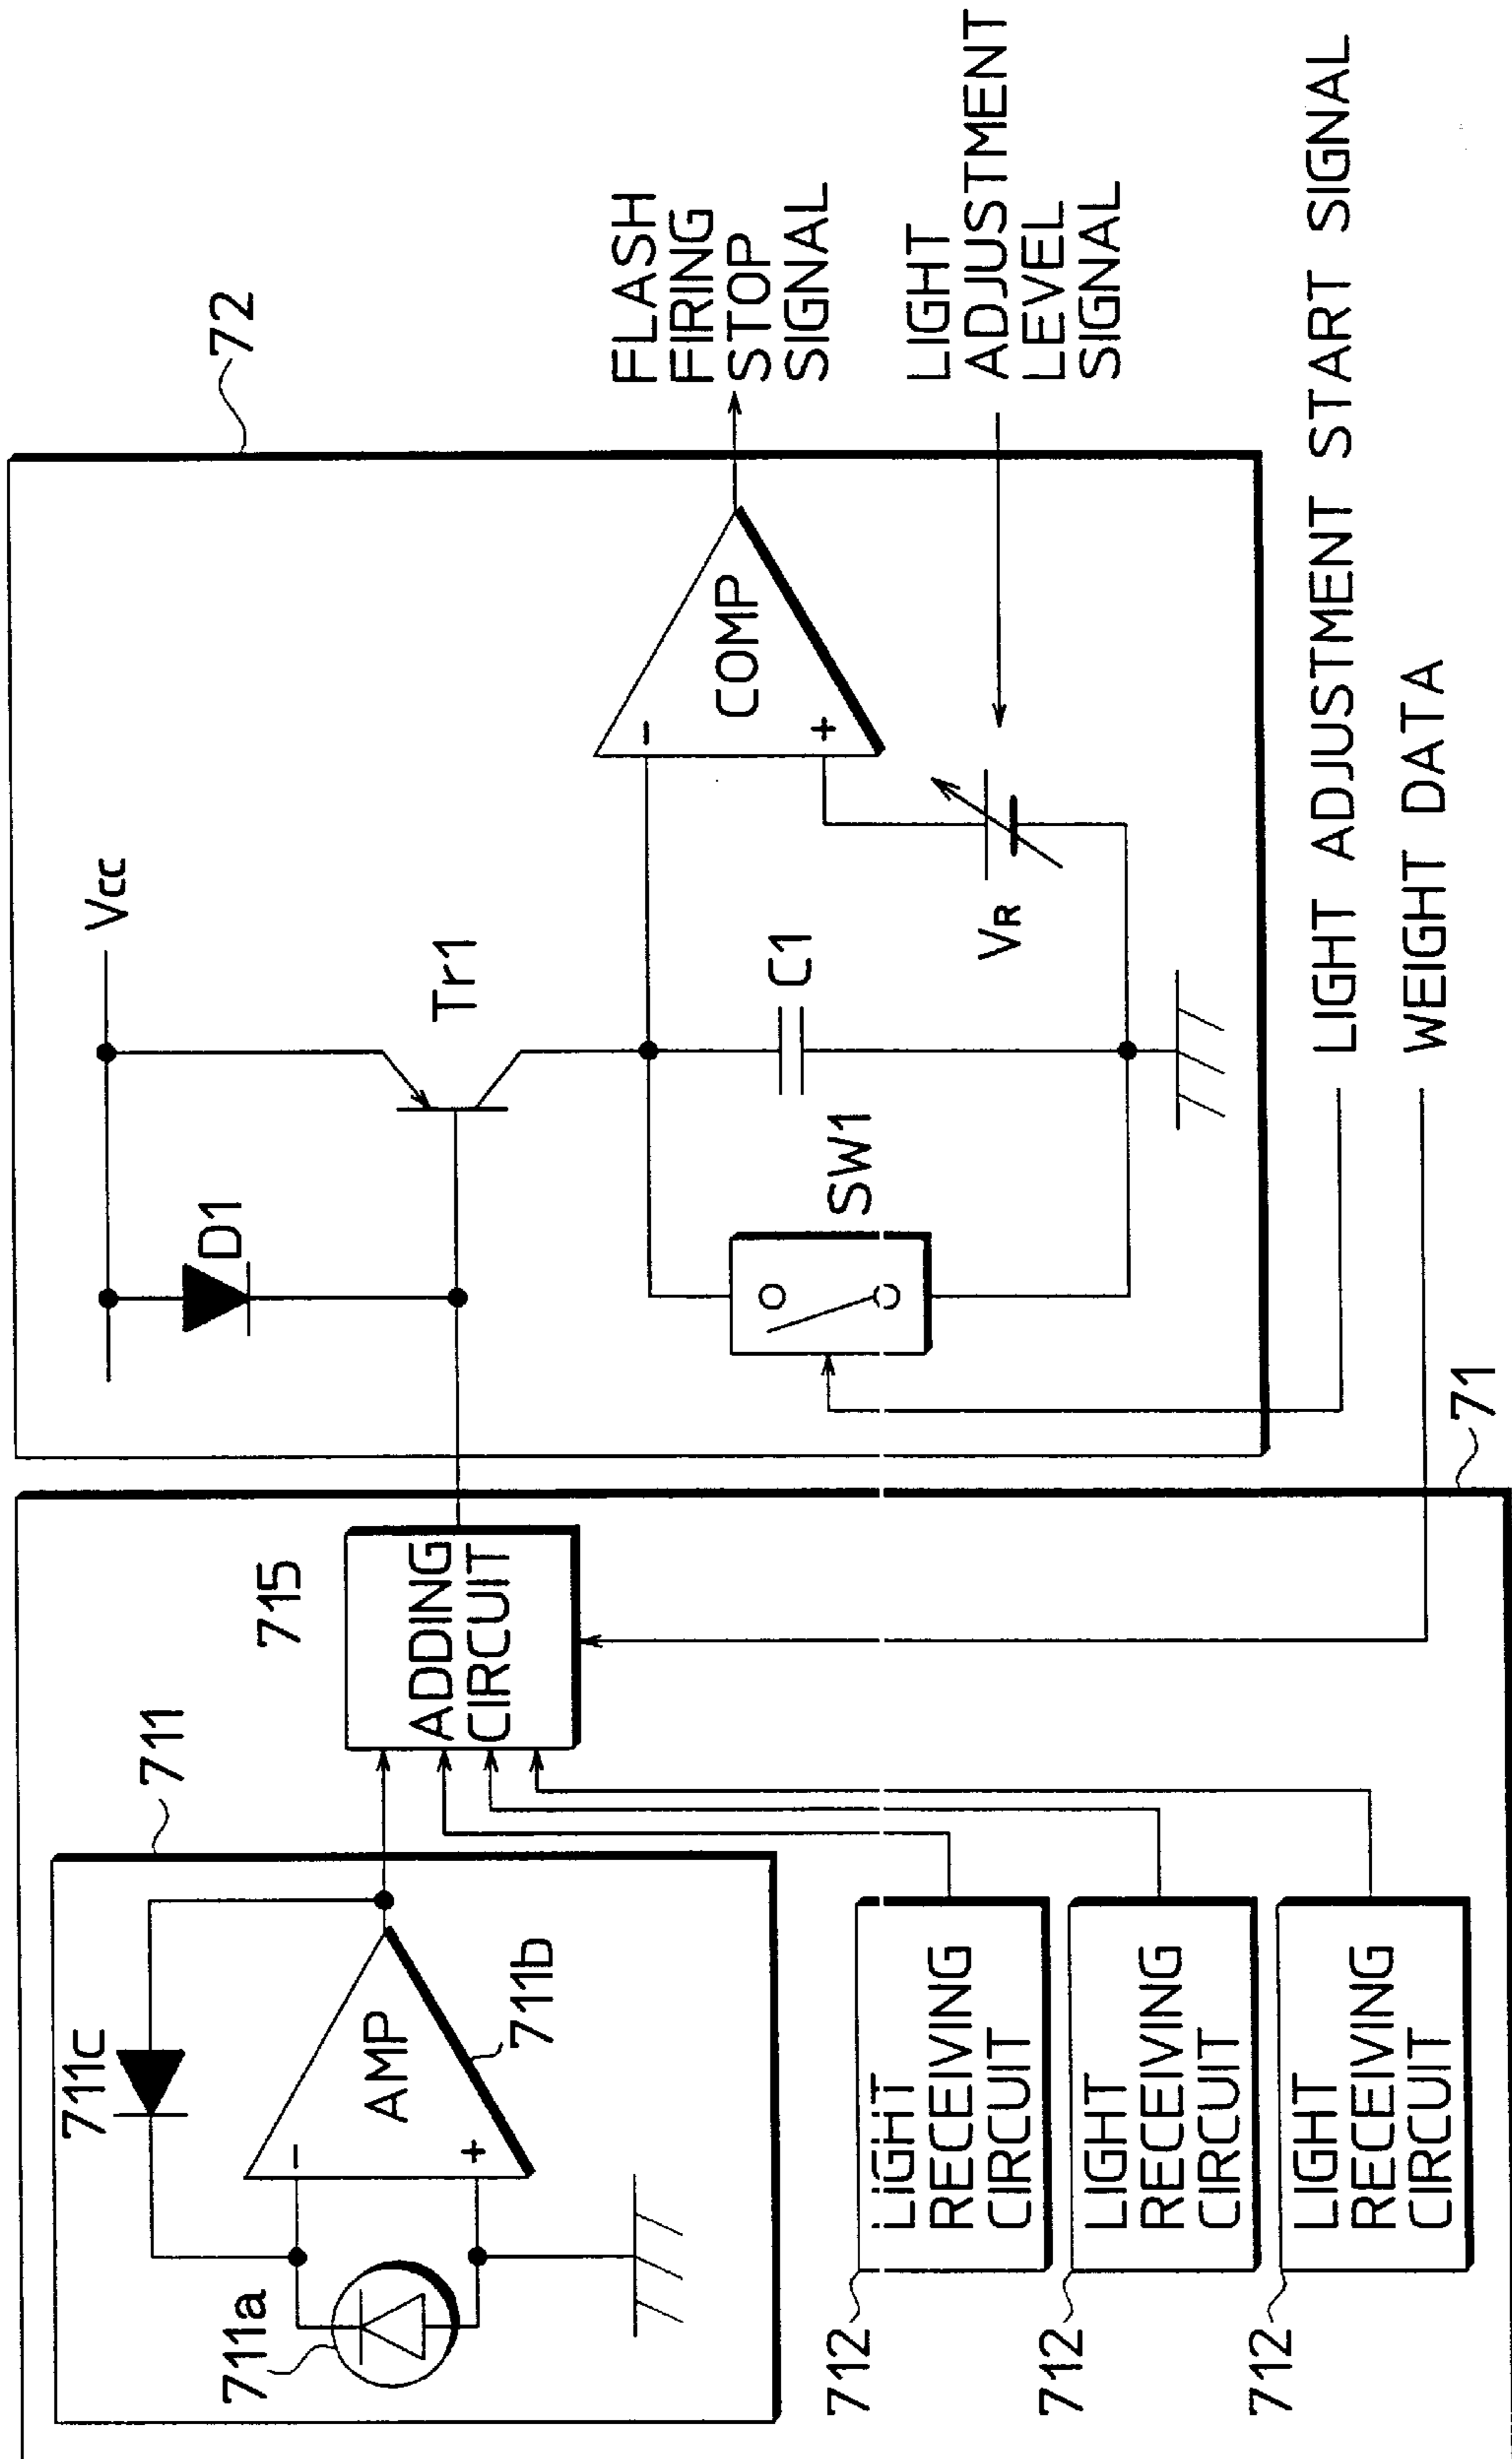 711
711c
711a
AMP
-
+
711b
712
LIGHT
RECEIVING
CIRCUIT
712
LIGHT
RECEIVING
CIRCUIT
712
LIGHT
RECEIVING
CIRCUIT
715
ADDING
CIRCUIT
71
72
Vcc
D1
Tr1
SW1
C1
VR
COMP
-
+
FLASH
FIRING
STOP
SIGNAL
LIGHT
ADJUSTMENT
LEVEL
SIGNAL
LIGHT ADJUSTMENT START SIGNAL
WEIGHT DATA